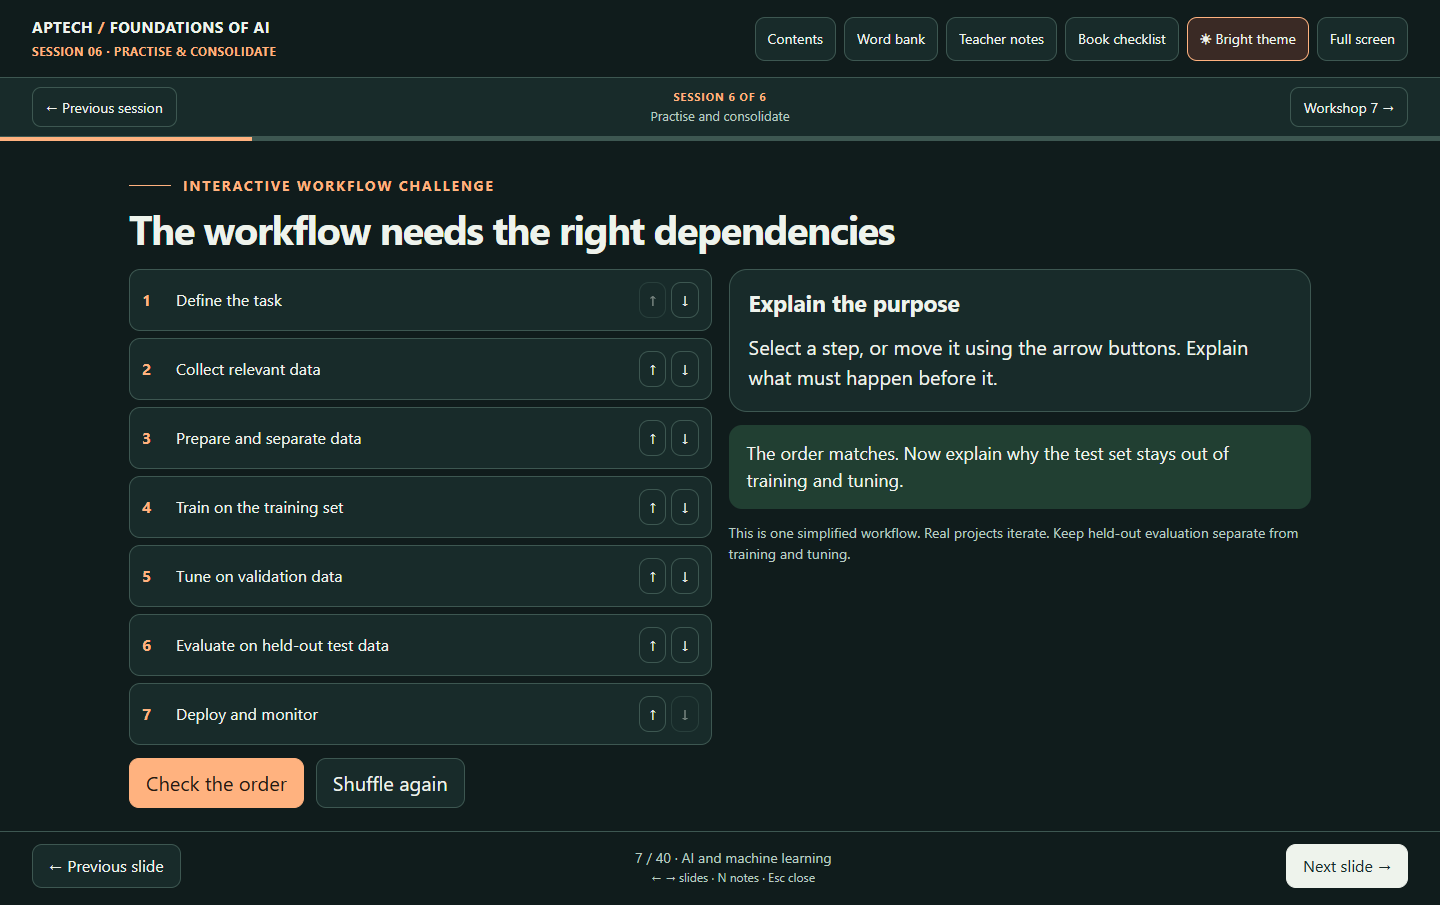 APTECH / FOUNDATIONS OF AI
SESSION 06 · PRACTISE & CONSOLIDATE
Contents
Word bank
Teacher notes
Book checklist
☀ Bright theme
Full screen
← Previous session
SESSION 6 OF 6
Practise and consolidate
Workshop 7 →
INTERACTIVE WORKFLOW CHALLENGE
The workflow needs the right dependencies
1 Define the task ↑ ↓
2 Collect relevant data ↑ ↓
3 Prepare and separate data ↑ ↓
4 Train on the training set ↑ ↓
5 Tune on validation data ↑ ↓
6 Evaluate on held-out test data ↑ ↓
7 Deploy and monitor ↑ ↓
Check the order
Shuffle again
Explain the purpose
Select a step, or move it using the arrow buttons. Explain
what must happen before it.
The order matches. Now explain why the test set stays out of
training and tuning.
This is one simplified workflow. Real projects iterate. Keep held-out evaluation separate from
training and tuning.
← Previous slide
7 / 40 · AI and machine learning
← → slides · N notes · Esc close
Next slide →